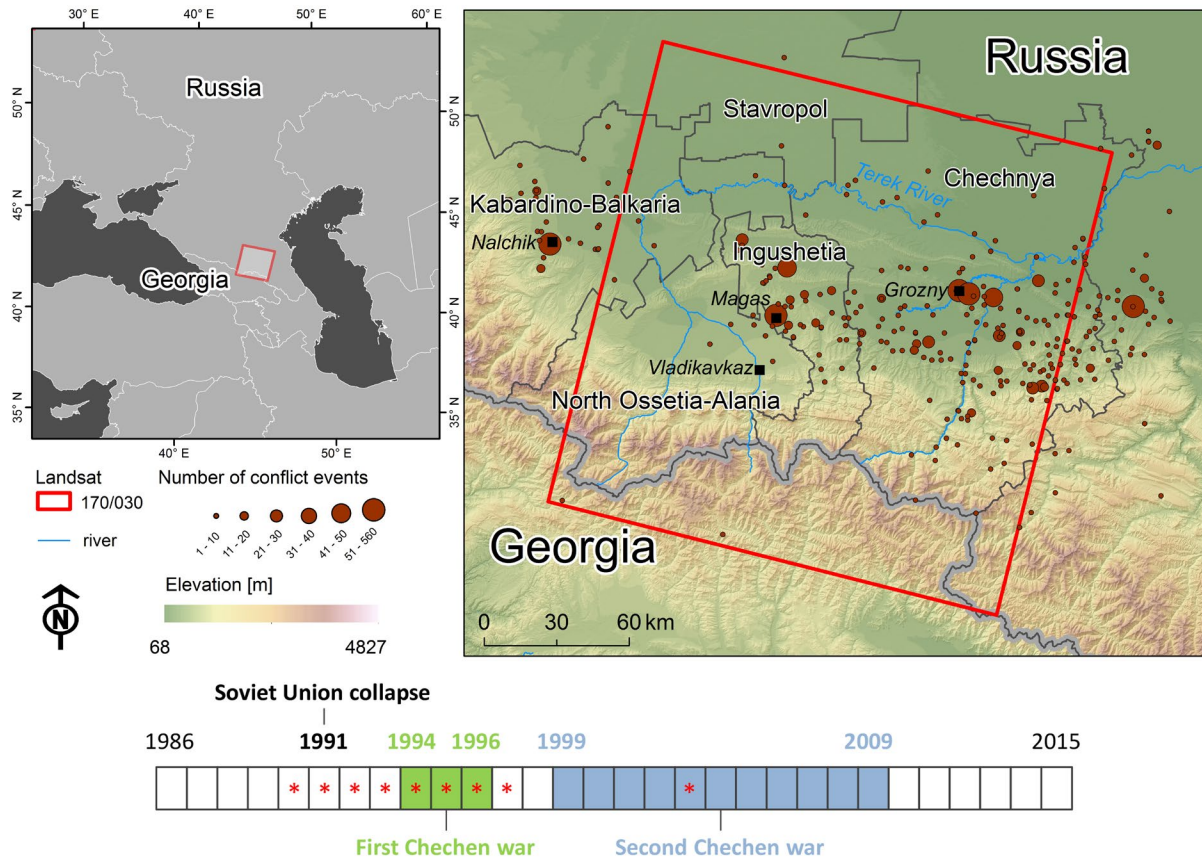 30° E
40° E
50° E
60° E
50° N
45° N
40° N
35° N
50° N
45° N
40° N
35° N
40° E
50° E
Russia
Georgia
Russia
Stavropol
Chechnya
Terek River
Kabardino-Balkaria
Nalchik
Ingushetia
Magas
Grozny
Vladikavkaz
North Ossetia-Alania
Georgia
0 30 60 km
Landsat
170/030
river
Number of conflict events
1 - 10
11 - 20
21 - 30
31 - 40
41 - 50
51 - 560
N
Elevation [m]
68
4827
Soviet Union collapse
1986 1991 1994 1996 1999 2009 2015
* * * * * * * * *
First Chechen war
Second Chechen war